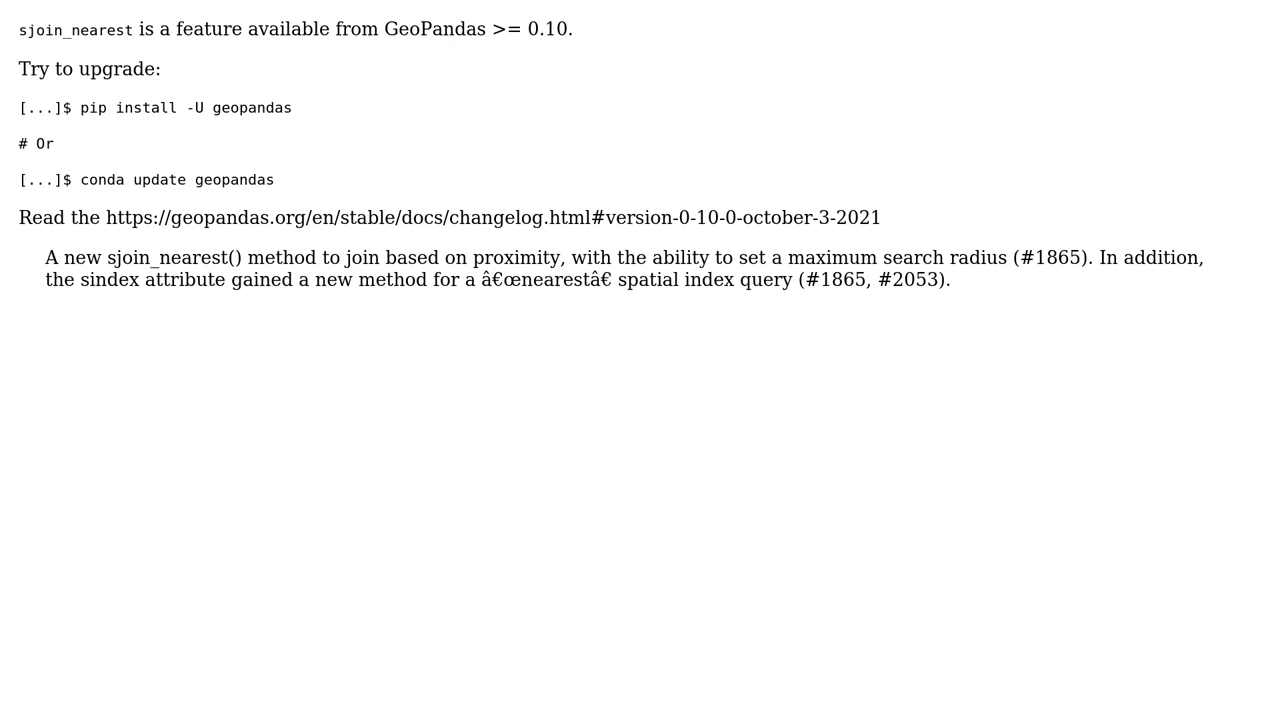 sjoin_nearest is a feature available from GeoPandas >= 0.10.
Try to upgrade:
[...]$ pip install -U geopandas
# Or
[...]$ conda update geopandas
Read the https://geopandas.org/en/stable/docs/changelog.html#version-0-10-0-october-3-2021
A new sjoin_nearest() method to join based on proximity, with the ability to set a maximum search radius (#1865). In addition,
the sindex attribute gained a new method for a â€œnearestâ€ spatial index query (#1865, #2053).